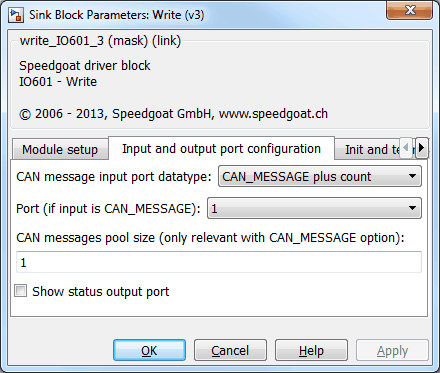 Sink Block Parameters: Write (v3)
write_IO601_3 (mask) (link)
Speedgoat driver block
IO601 - Write
© 2006 - 2013, Speedgoat GmbH, www.speedgoat.ch
Module setup Input and output port configuration Init and te
CAN message input port datatype: CAN_MESSAGE plus count
Port (if input is CAN_MESSAGE): 1
CAN messages pool size (only relevant with CAN_MESSAGE option):
1
Show status output port
OK Cancel Help Apply